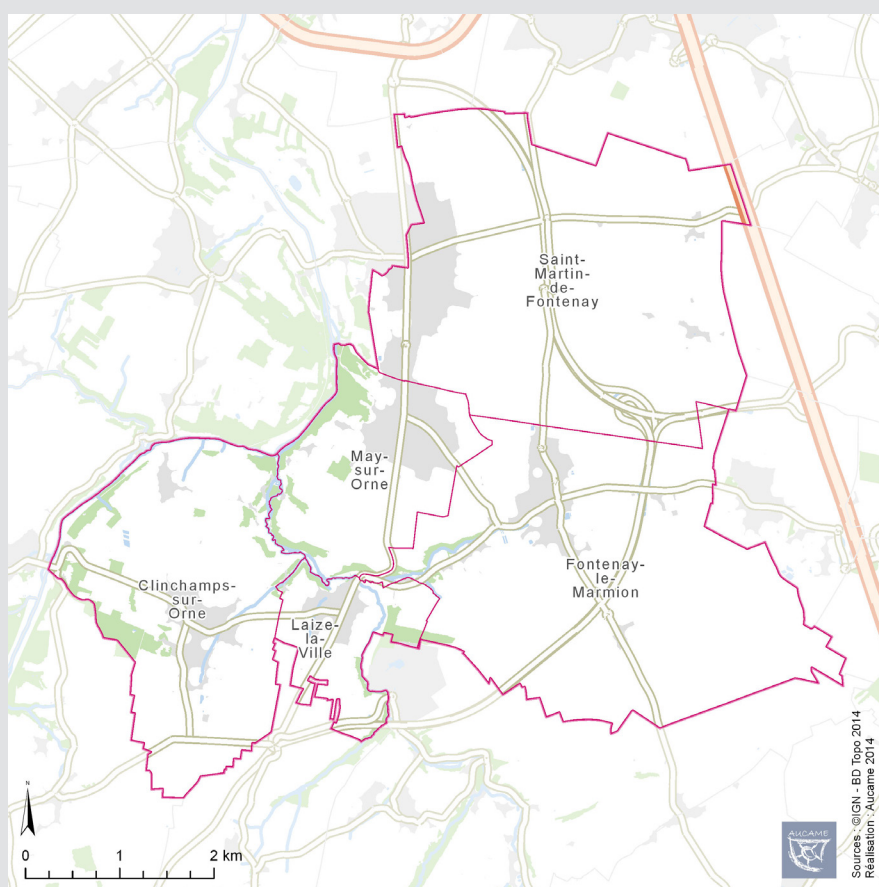 Saint-
Martin-
de-
Fontenay
May-
sur-
Orne
Clinchamps-
sur-
Orne
Laize-
la-
Ville
Fontenay-
le-
Marmion
N
0 1 2 km
AUCAME
Sources : ©IGN - BD Topo 2014
Réalisation : Aucame 2014